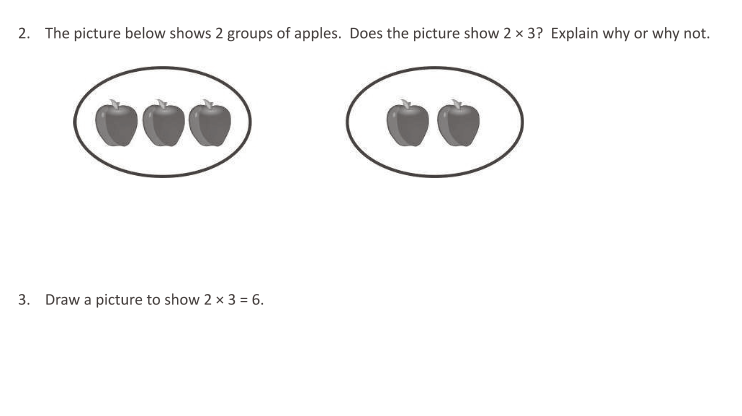 2. The picture below shows 2 groups of apples. Does the picture show 2 × 3? Explain why or why not.
3. Draw a picture to show 2 × 3 = 6.